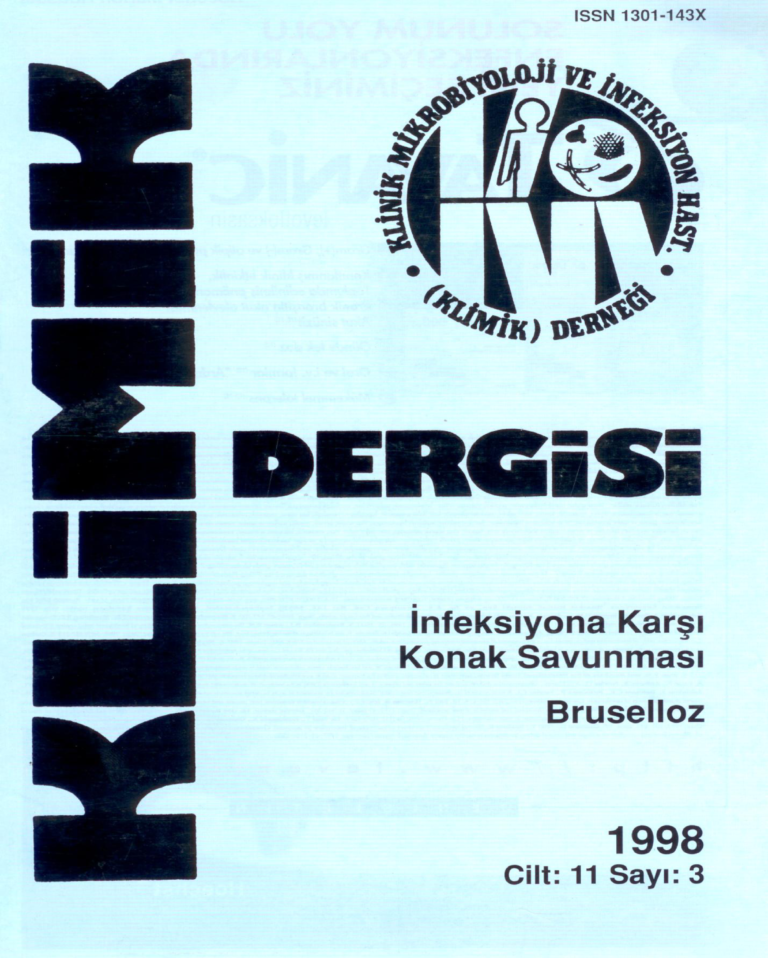 ISSN 1301-143X
KLİNİK MİKROBİYOLOJİ VE İNFEKSİYON HAST.
(KLİMİK) DERNEĞİ
KLİMİK
DERGİSİ
İnfeksiyona Karşı
Konak Savunması
Bruselloz
1998
Cilt: 11 Sayı: 3